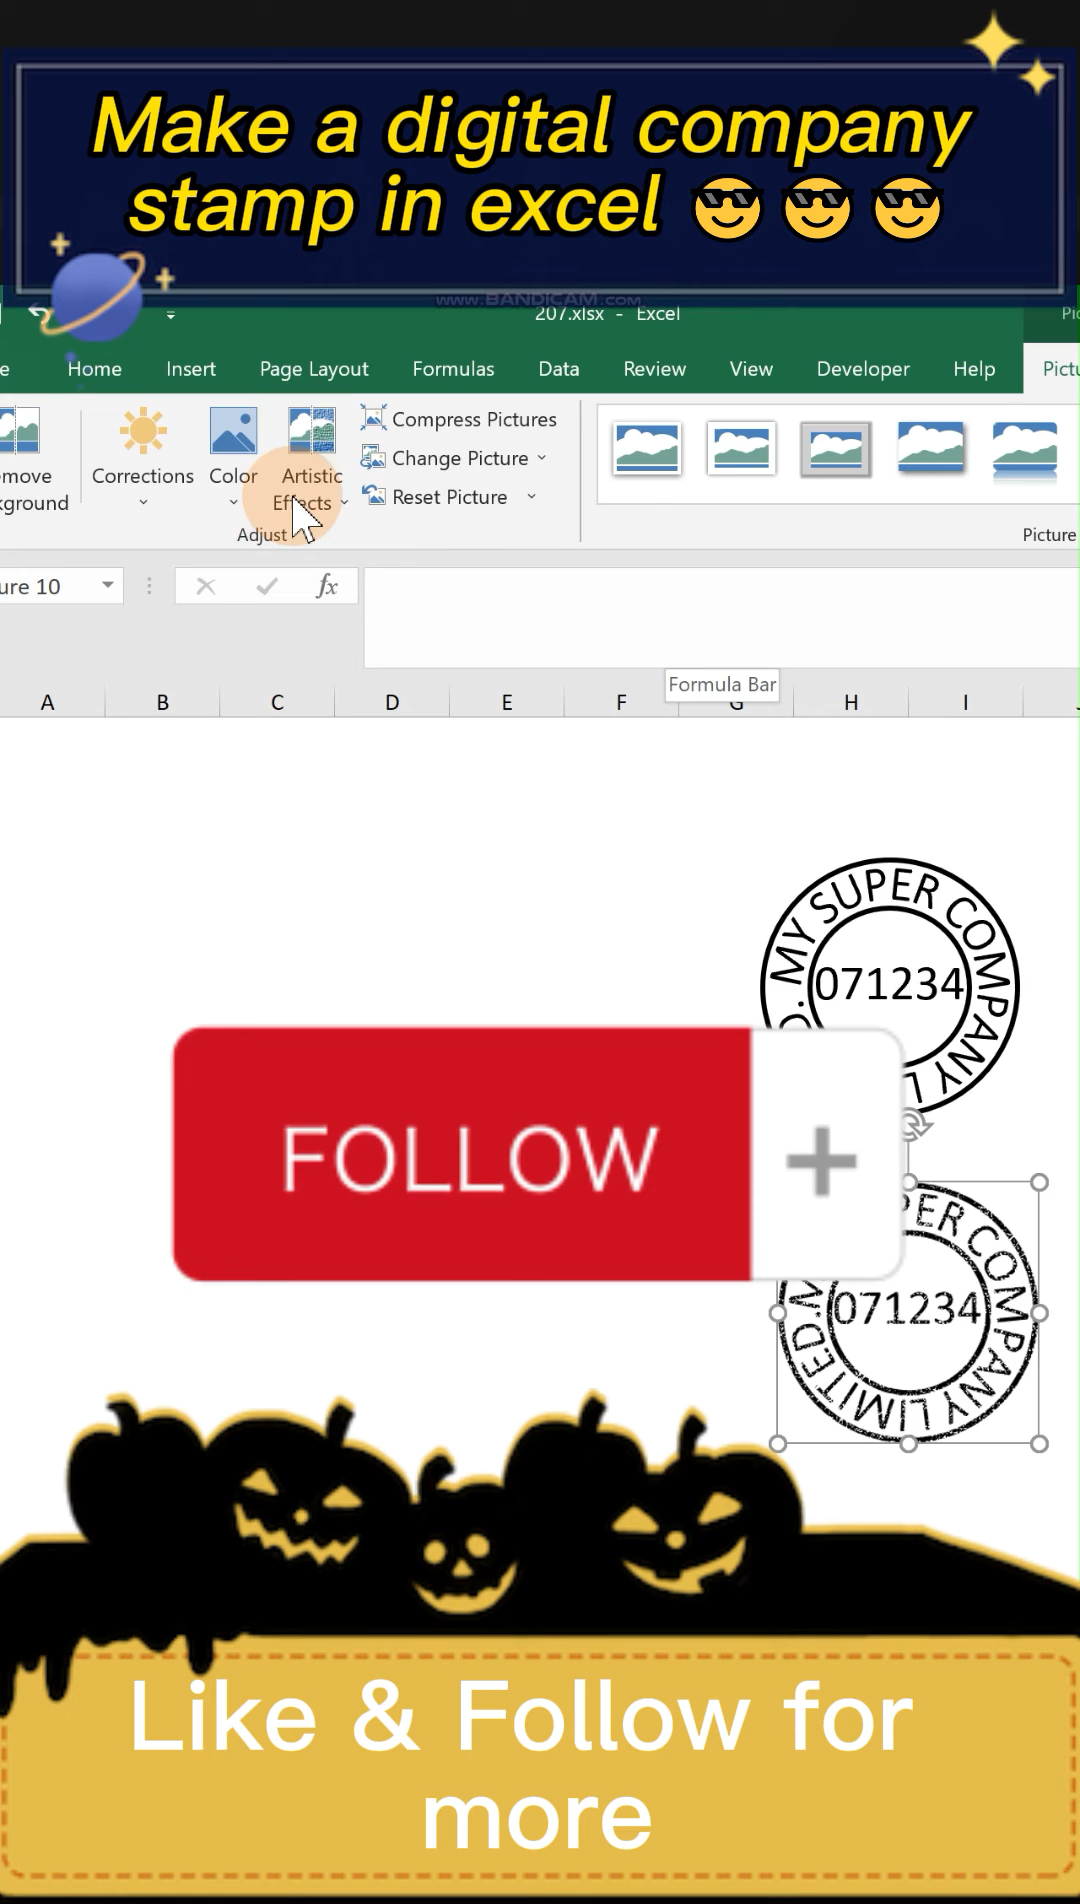 Make a digital company
stamp in excel
www.BANDICAM.com
207.xlsx - Excel
Home Insert Page Layout Formulas Data Review View Developer Help
Compress Pictures
Corrections Color Artistic Effects
Change Picture
Reset Picture
Adjust
Picture
ure 10
fx
Formula Bar
A B C D E F G H I
MY SUPER COMPANY L
D.
071234
FOLLOW +
PER COMPANY LIMITED.
071234
Like & Follow for
more